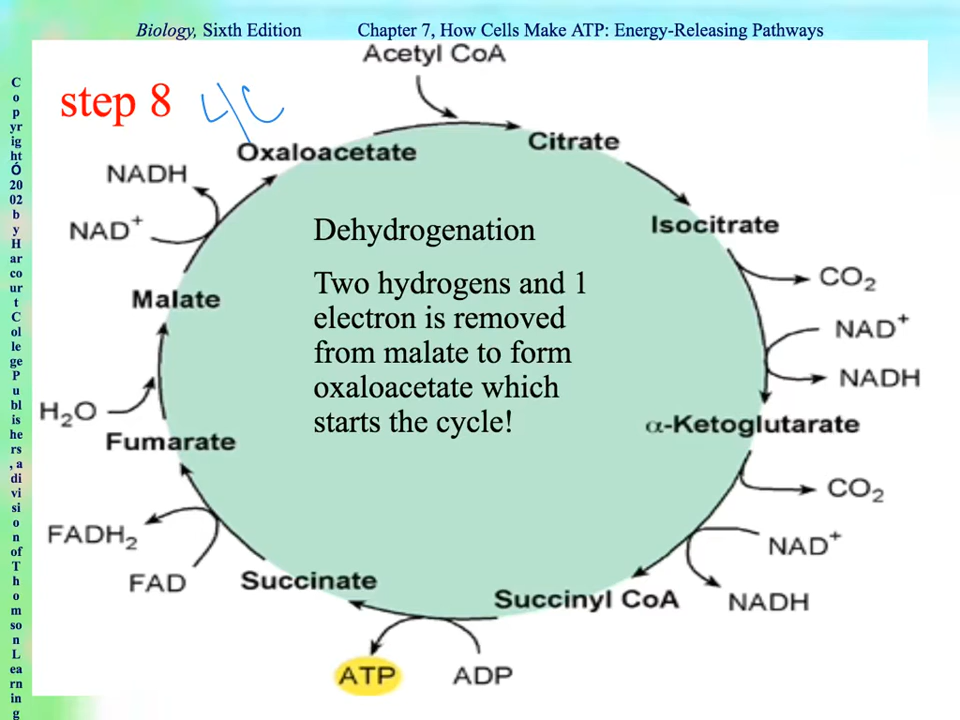 Biology, Sixth Edition
Chapter 7, How Cells Make ATP: Energy-Releasing Pathways
Copyright Ó 2002 by Harcourt College Publishers, a division of Thomson Learning
step 8
4C
Acetyl CoA
Oxaloacetate
Citrate
Isocitrate
CO₂
NAD⁺
NADH
α-Ketoglutarate
CO₂
NAD⁺
NADH
Succinyl CoA
ADP
ATP
Succinate
FAD
FADH₂
Fumarate
H₂O
Malate
NAD⁺
NADH
Dehydrogenation
Two hydrogens and 1
electron is removed
from malate to form
oxaloacetate which
starts the cycle!